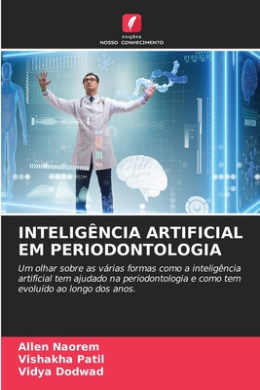 edições
NOSSO CONHECIMENTO
INTELIGÊNCIA ARTIFICIAL
EM PERIODONTOLOGIA
Um olhar sobre as várias formas como a inteligência
artificial tem ajudado na periodontologia e como tem
evoluído ao longo dos anos.
Allen Naorem
Vishakha Patil
Vidya Dodwad